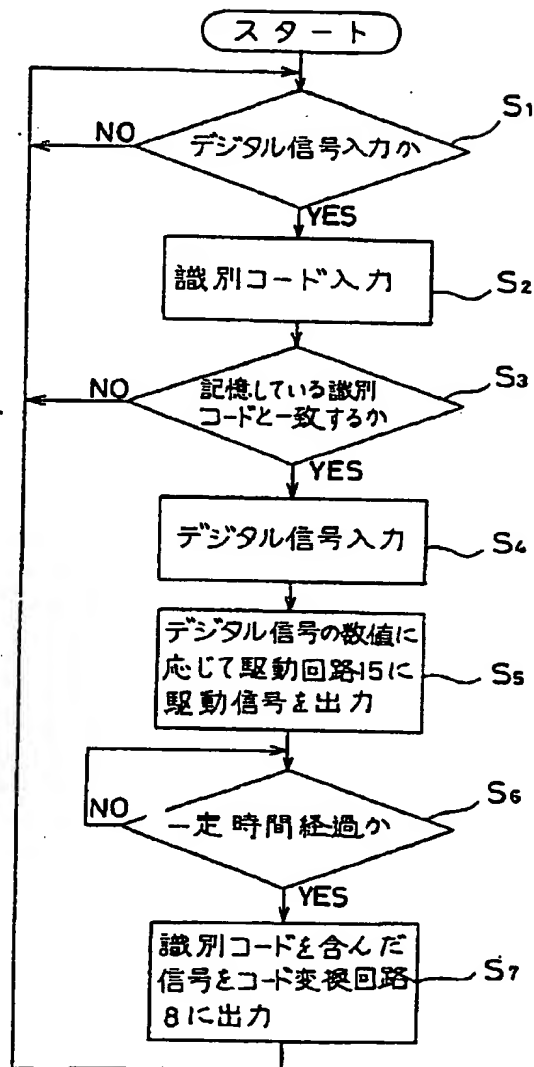 スタート
S1
NO
デジタル信号入力か
YES
識別コード入力
S2
NO
記憶している識別
コードと一致するか
S3
YES
デジタル信号入力
S4
デジタル信号の数値に
応じて駆動回路15に
駆動信号を出力
S5
NO
一定時間経過か
S6
YES
識別コードを含んだ
信号をコード変換回路
8に出力
S7